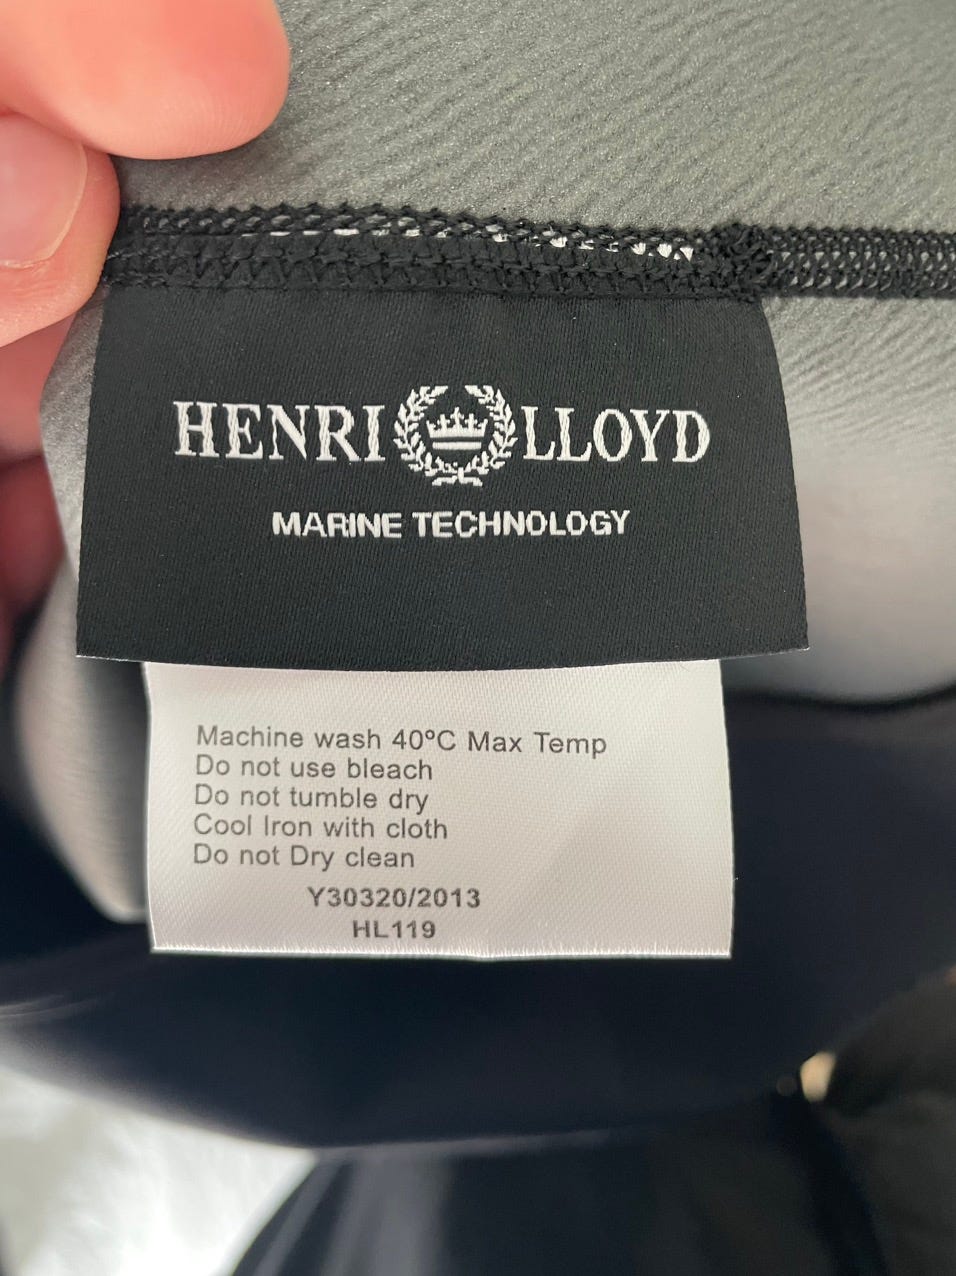 HENRI LLOYD
MARINE TECHNOLOGY
Machine wash 40°C Max Temp
Do not use bleach
Do not tumble dry
Cool Iron with cloth
Do not Dry clean
Y30320/2013
HL119